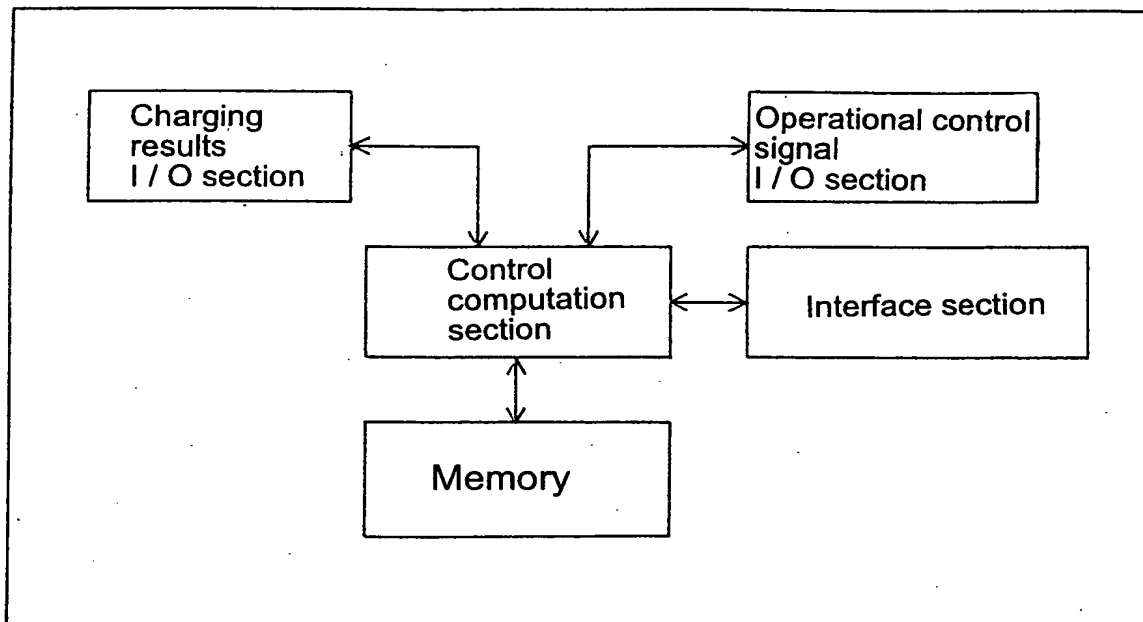 Charging
results
I / O section
Operational control
signal
I / O section
Control
computation
section
Interface section
Memory